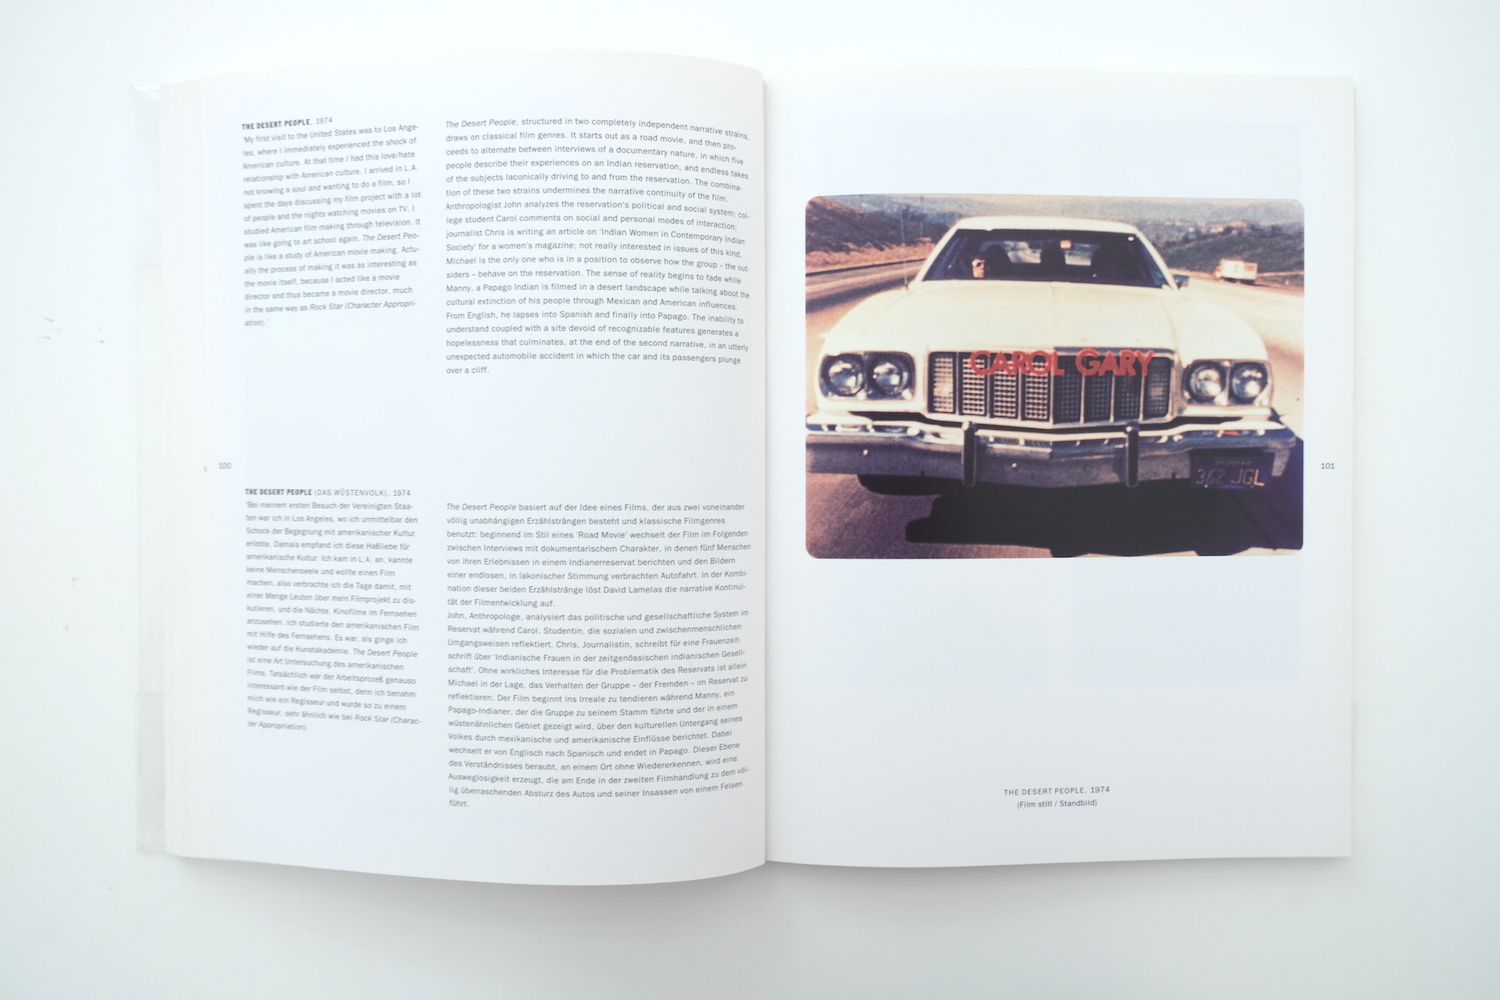 THE DESERT PEOPLE, 1974
'My first visit to the United States was to Los Ange-
les, where I immediately experienced the shock of
American culture. At that time I had this love/hate
relationship with American culture. I arrived in L.A.
not knowing a soul and wanting to do a film, so I
spent the days discussing my film project with a lot
of people and the nights watching movies on TV. I
studied American film making through television. It
was like going to art school again. The Desert Peo-
ple is like a study of American movie making. Actu-
ally the process of making it was as interesting as
the movie itself, because I acted like a movie
director and thus became a movie director, much
in the same way as Rock Star (Character Appropri-
ation).'
The Desert People, structured in two completely independent narrative strains,
draws on classical film genres. It starts out as a road movie, and then pro-
ceeds to alternate between interviews of a documentary nature, in which five
people describe their experiences on an Indian reservation, and endless takes
of the subjects laconically driving to and from the reservation. The combina-
tion of these two strains undermines the narrative continuity of the film.
Anthropologist John analyzes the reservation's political and social system; col-
lege student Carol comments on social and personal modes of interaction;
journalist Chris is writing an article on 'Indian Women in Contemporary Indian
Society' for a women's magazine; not really interested in issues of this kind,
Michael is the only one who is in a position to observe how the group – the out-
siders – behave on the reservation. The sense of reality begins to fade while
Manny, a Papago Indian is filmed in a desert landscape while talking about the
cultural extinction of his people through Mexican and American influences.
From English, he lapses into Spanish and finally into Papago. The inability to
understand coupled with a site devoid of recognizable features generates a
hopelessness that culminates, at the end of the second narrative, in an utterly
unexpected automobile accident in which the car and its passengers plunge
over a cliff.
100
THE DESERT PEOPLE (DAS WÜSTENVOLK), 1974
'Bei meinem ersten Besuch der Vereinigten Staa-
ten war ich in Los Angeles, wo ich unmittelbar den
Schock der Begegnung mit amerikanischer Kultur
erlebte. Damals empfand ich diese Haßliebe für
amerikanische Kultur. Ich kam in L.A. an, kannte
keine Menschenseele und wollte einen Film
machen, also verbrachte ich die Tage damit, mit
einer Menge Leuten über mein Filmprojekt zu dis-
kutieren, und die Nächte, Kinofilme im Fernsehen
anzusehen. Ich studierte den amerikanischen Film
mit Hilfe des Fernsehens. Es war, als ginge ich
wieder auf die Kunstakademie. The Desert People
ist eine Art Untersuchung des amerikanischen
Films. Tatsächlich war der Arbeitsprozeß genauso
interessant wie der Film selbst, denn ich benahm
mich wie ein Regisseur und wurde so zu einem
Regisseur, sehr ähnlich wie bei Rock Star (Charac-
ter Appropriation).
The Desert People basiert auf der Idee eines Films, der aus zwei voneinander
völlig unabhängigen Erzählsträngen besteht und klassische Filmgenres
benutzt: beginnend im Stil eines 'Road Movie' wechselt der Film im Folgenden
zwischen Interviews mit dokumentarischem Charakter, in denen fünf Menschen
von ihren Erlebnissen in einem Indianerreservat berichten und den Bildern
einer endlosen, in lakonischer Stimmung verbrachten Autofahrt. In der Kombi-
nation dieser beiden Erzählstränge löst David Lamelas die narrative Kontinui-
tät der Filmentwicklung auf.
John, Anthropologe, analysiert das politische und gesellschaftliche System im
Reservat während Carol, Studentin, die sozialen und zwischenmenschlichen
Umgangsweisen reflektiert. Chris, Journalistin, schreibt für eine Frauenzeit-
schrift über 'Indianische Frauen in der zeitgenössischen indianischen Gesell-
schaft'. Ohne wirkliches Interesse für die Problematik des Reservats ist allein
Michael in der Lage, das Verhalten der Gruppe – der Fremden – im Reservat zu
reflektieren. Der Film beginnt ins Irreale zu tendieren während Manny, ein
Papago-Indianer, der die Gruppe zu seinem Stamm führte und der in einem
wüstenähnlichen Gebiet gezeigt wird, über den kulturellen Untergang seines
Volkes durch mexikanische und amerikanische Einflüsse berichtet. Dabei
wechselt er von Englisch nach Spanisch und endet in Papago. Dieser Ebene
des Verständnisses beraubt, an einem Ort ohne Wiedererkennen, wird eine
Ausweglosigkeit erzeugt, die am Ende in der zweiten Filmhandlung zu dem völ-
lig überraschenden Absturz des Autos und seiner Insassen von einem Felsen
führt.
CAROL GARY
362 JGL
101
THE DESERT PEOPLE, 1974
(Film still / Standbild)